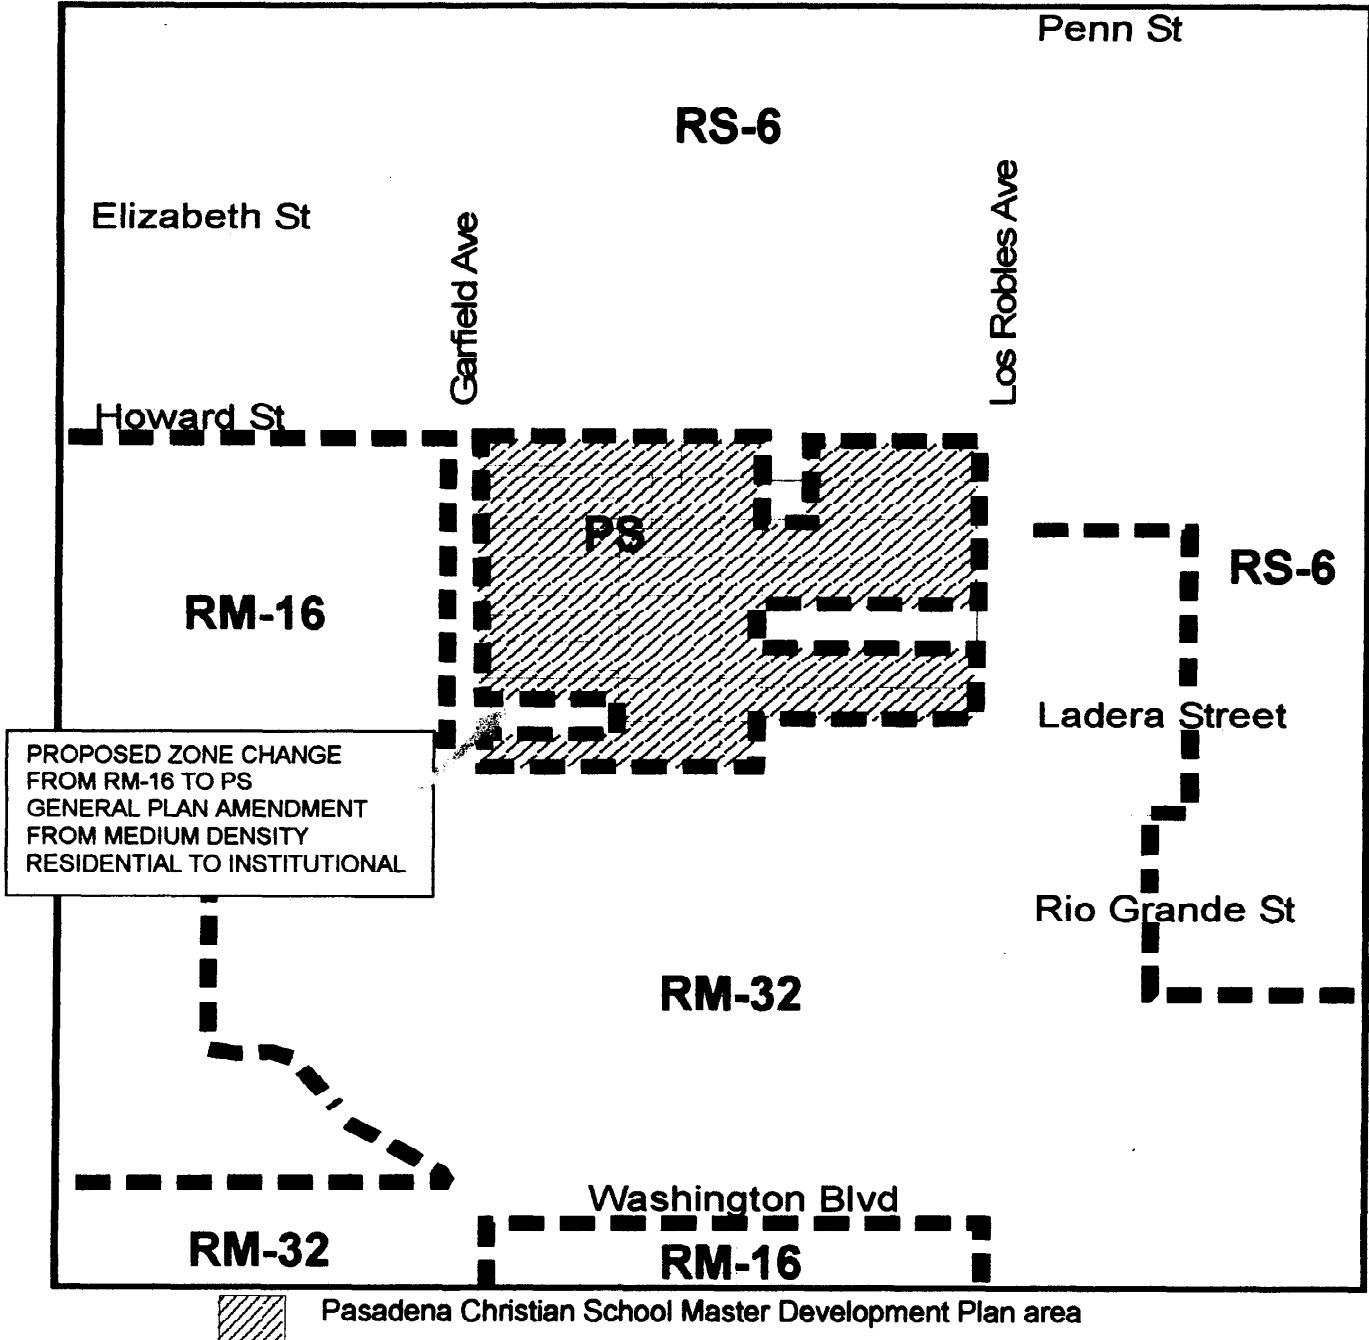 Penn St
RS-6
Elizabeth St
Garfield Ave
Los Robles Ave
Howard St
PS
RS-6
RM-16
Ladera Street
PROPOSED ZONE CHANGE
FROM RM-16 TO PS
GENERAL PLAN AMENDMENT
FROM MEDIUM DENSITY
RESIDENTIAL TO INSTITUTIONAL
Rio Grande St
RM-32
Washington Blvd
RM-32
RM-16
Pasadena Christian School Master Development Plan area